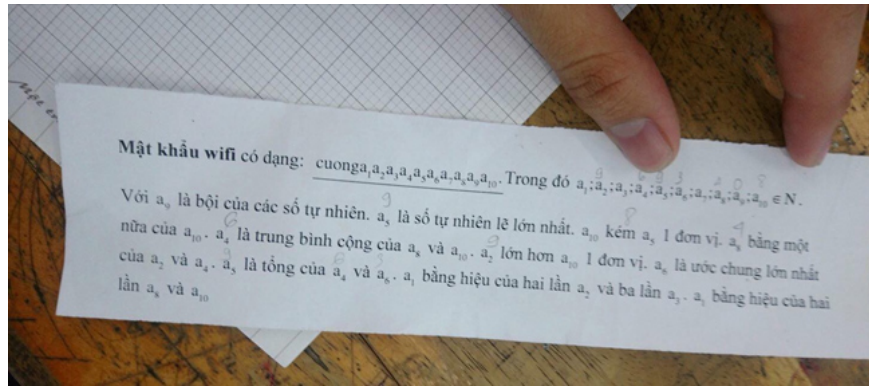 Mật khẩu wifi có dạng: cuonga₁a₂a₃a₄a₅a₆a₇a₈a₉a₁₀. Trong đó a₁;a₂;a₃;a₄;a₅;a₆;a₇;a₈;a₉;a₁₀ ∈ N.
Với a₉ là bội của các số tự nhiên. a₅ là số tự nhiên lẽ lớn nhất. a₁₀ kém a₅ 1 đơn vị. a₈ bằng một
nữa của a₁₀. a₄ là trung bình cộng của a₈ và a₁₀. a₂ lớn hơn a₁₀ 1 đơn vị. a₆ là ước chung lớn nhất
của a₂ và a₄. a₅ là tổng của a₄ và a₆. a₁ bằng hiệu của hai lần a₂ và ba lần a₃. a₃ bằng hiệu của hai
lần a₈ và a₁₀